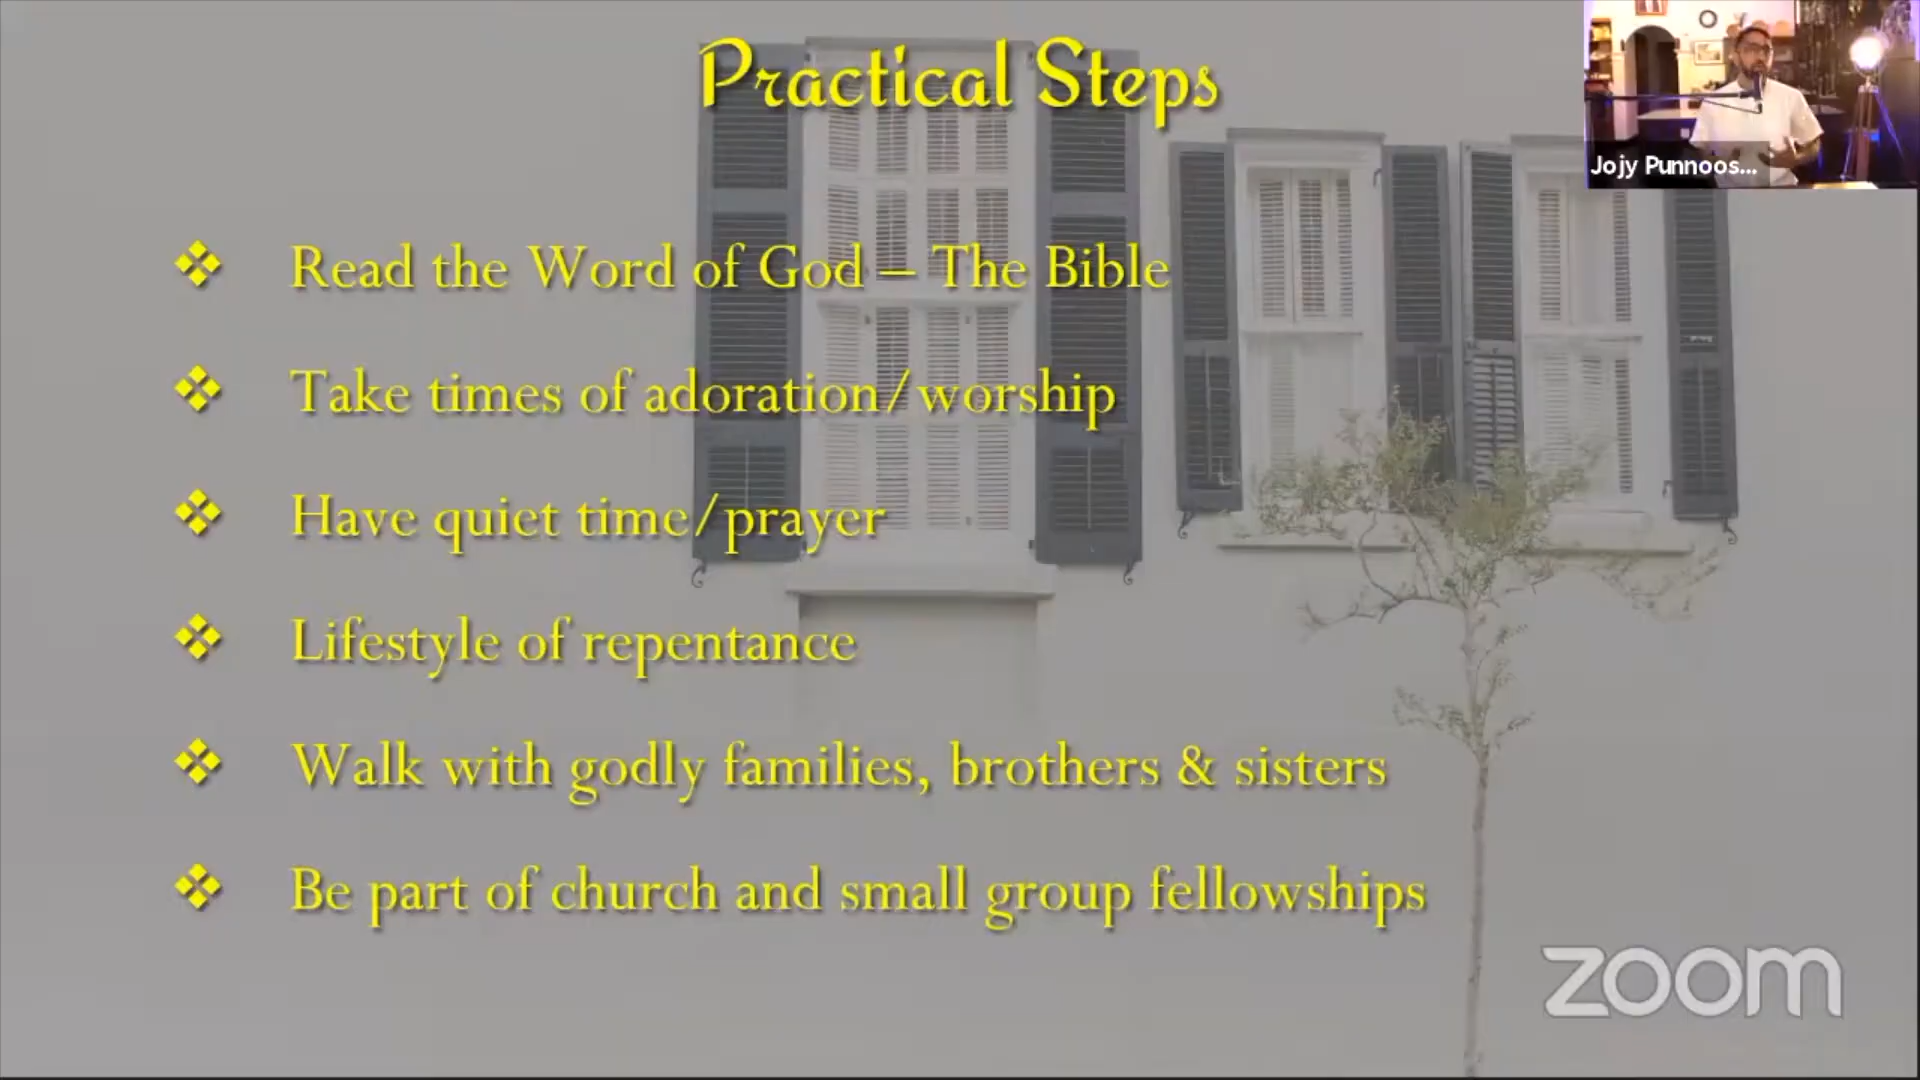 Practical Steps
Jojy Punnoos...
❖ Read the Word of God – The Bible
❖ Take times of adoration/worship
❖ Have quiet time/prayer
❖ Lifestyle of repentance
❖ Walk with godly families, brothers & sisters
❖ Be part of church and small group fellowships
zoom